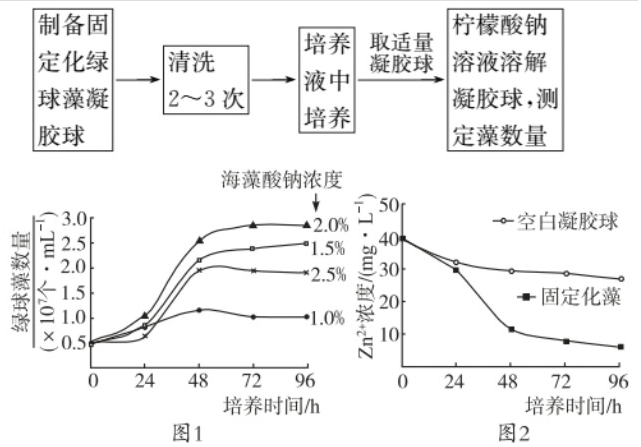 制备固
定化绿
球藻凝
胶球
清洗
2～3次
培养
液中
培养
取适量
凝胶球
柠檬酸钠
溶液溶解
凝胶球,测
定藻数量
海藻酸钠浓度
绿球藻数量
(×10⁷个·mL⁻¹)
3.0
2.5
2.0
1.5
1.0
0.5
2.0%
1.5%
2.5%
1.0%
0 24 48 72 96
培养时间/h
图1
Zn²⁺浓度/(mg·L⁻¹)
50
40
30
20
10
空白凝胶球
固定化藻
0 24 48 72 96
培养时间/h
图2